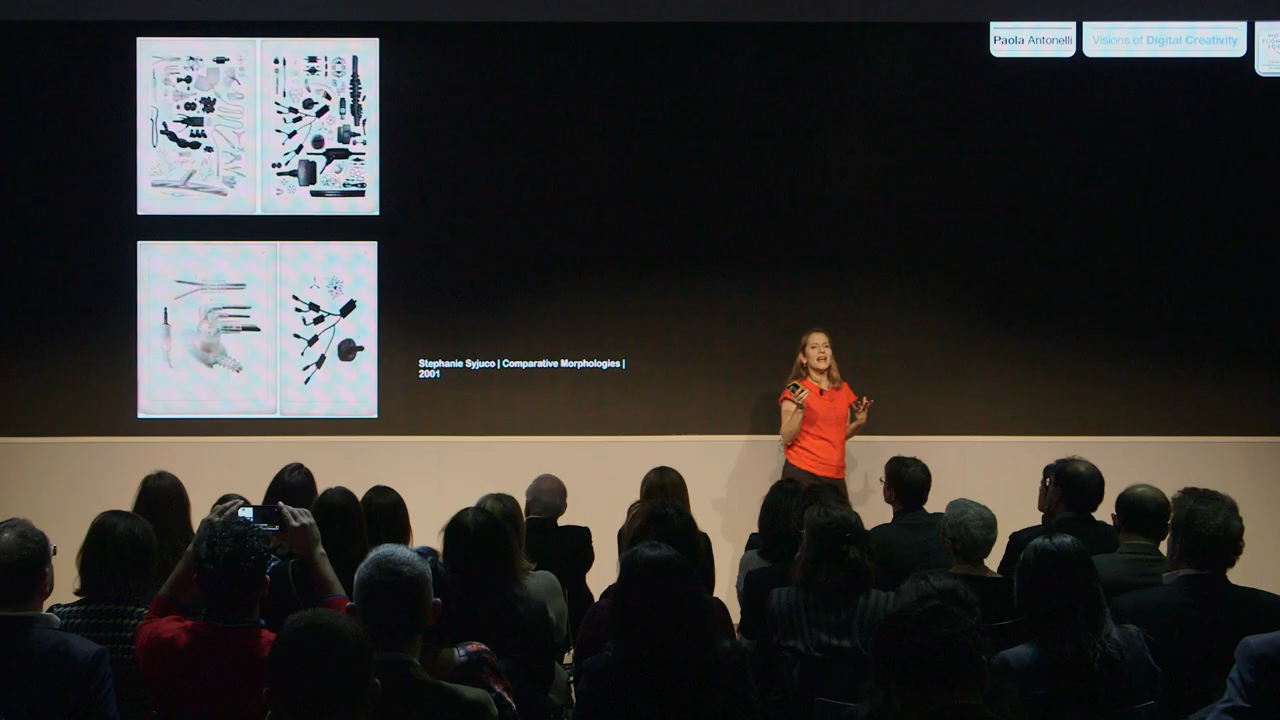 Paola Antonelli
Visions of Digital Creativity
Stephanie Syjuco | Comparative Morphologies |
2001